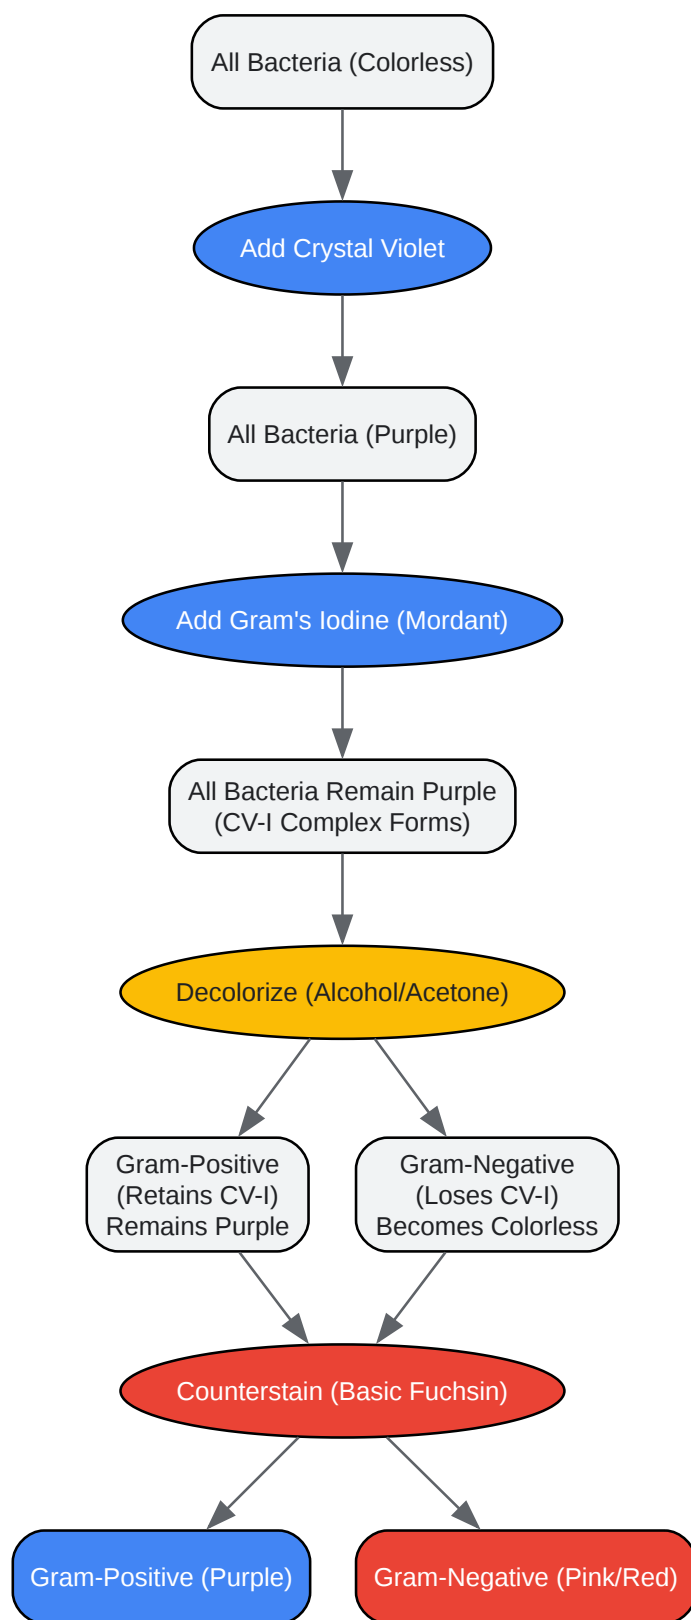 All Bacteria (Colorless)
Add Crystal Violet
All Bacteria (Purple)
Add Gram's Iodine (Mordant)
All Bacteria Remain Purple
(CV-I Complex Forms)
Decolorize (Alcohol/Acetone)
Gram-Positive
(Retains CV-I)
Remains Purple
Gram-Negative
(Loses CV-I)
Becomes Colorless
Counterstain (Basic Fuchsin)
Gram-Positive (Purple)
Gram-Negative (Pink/Red)